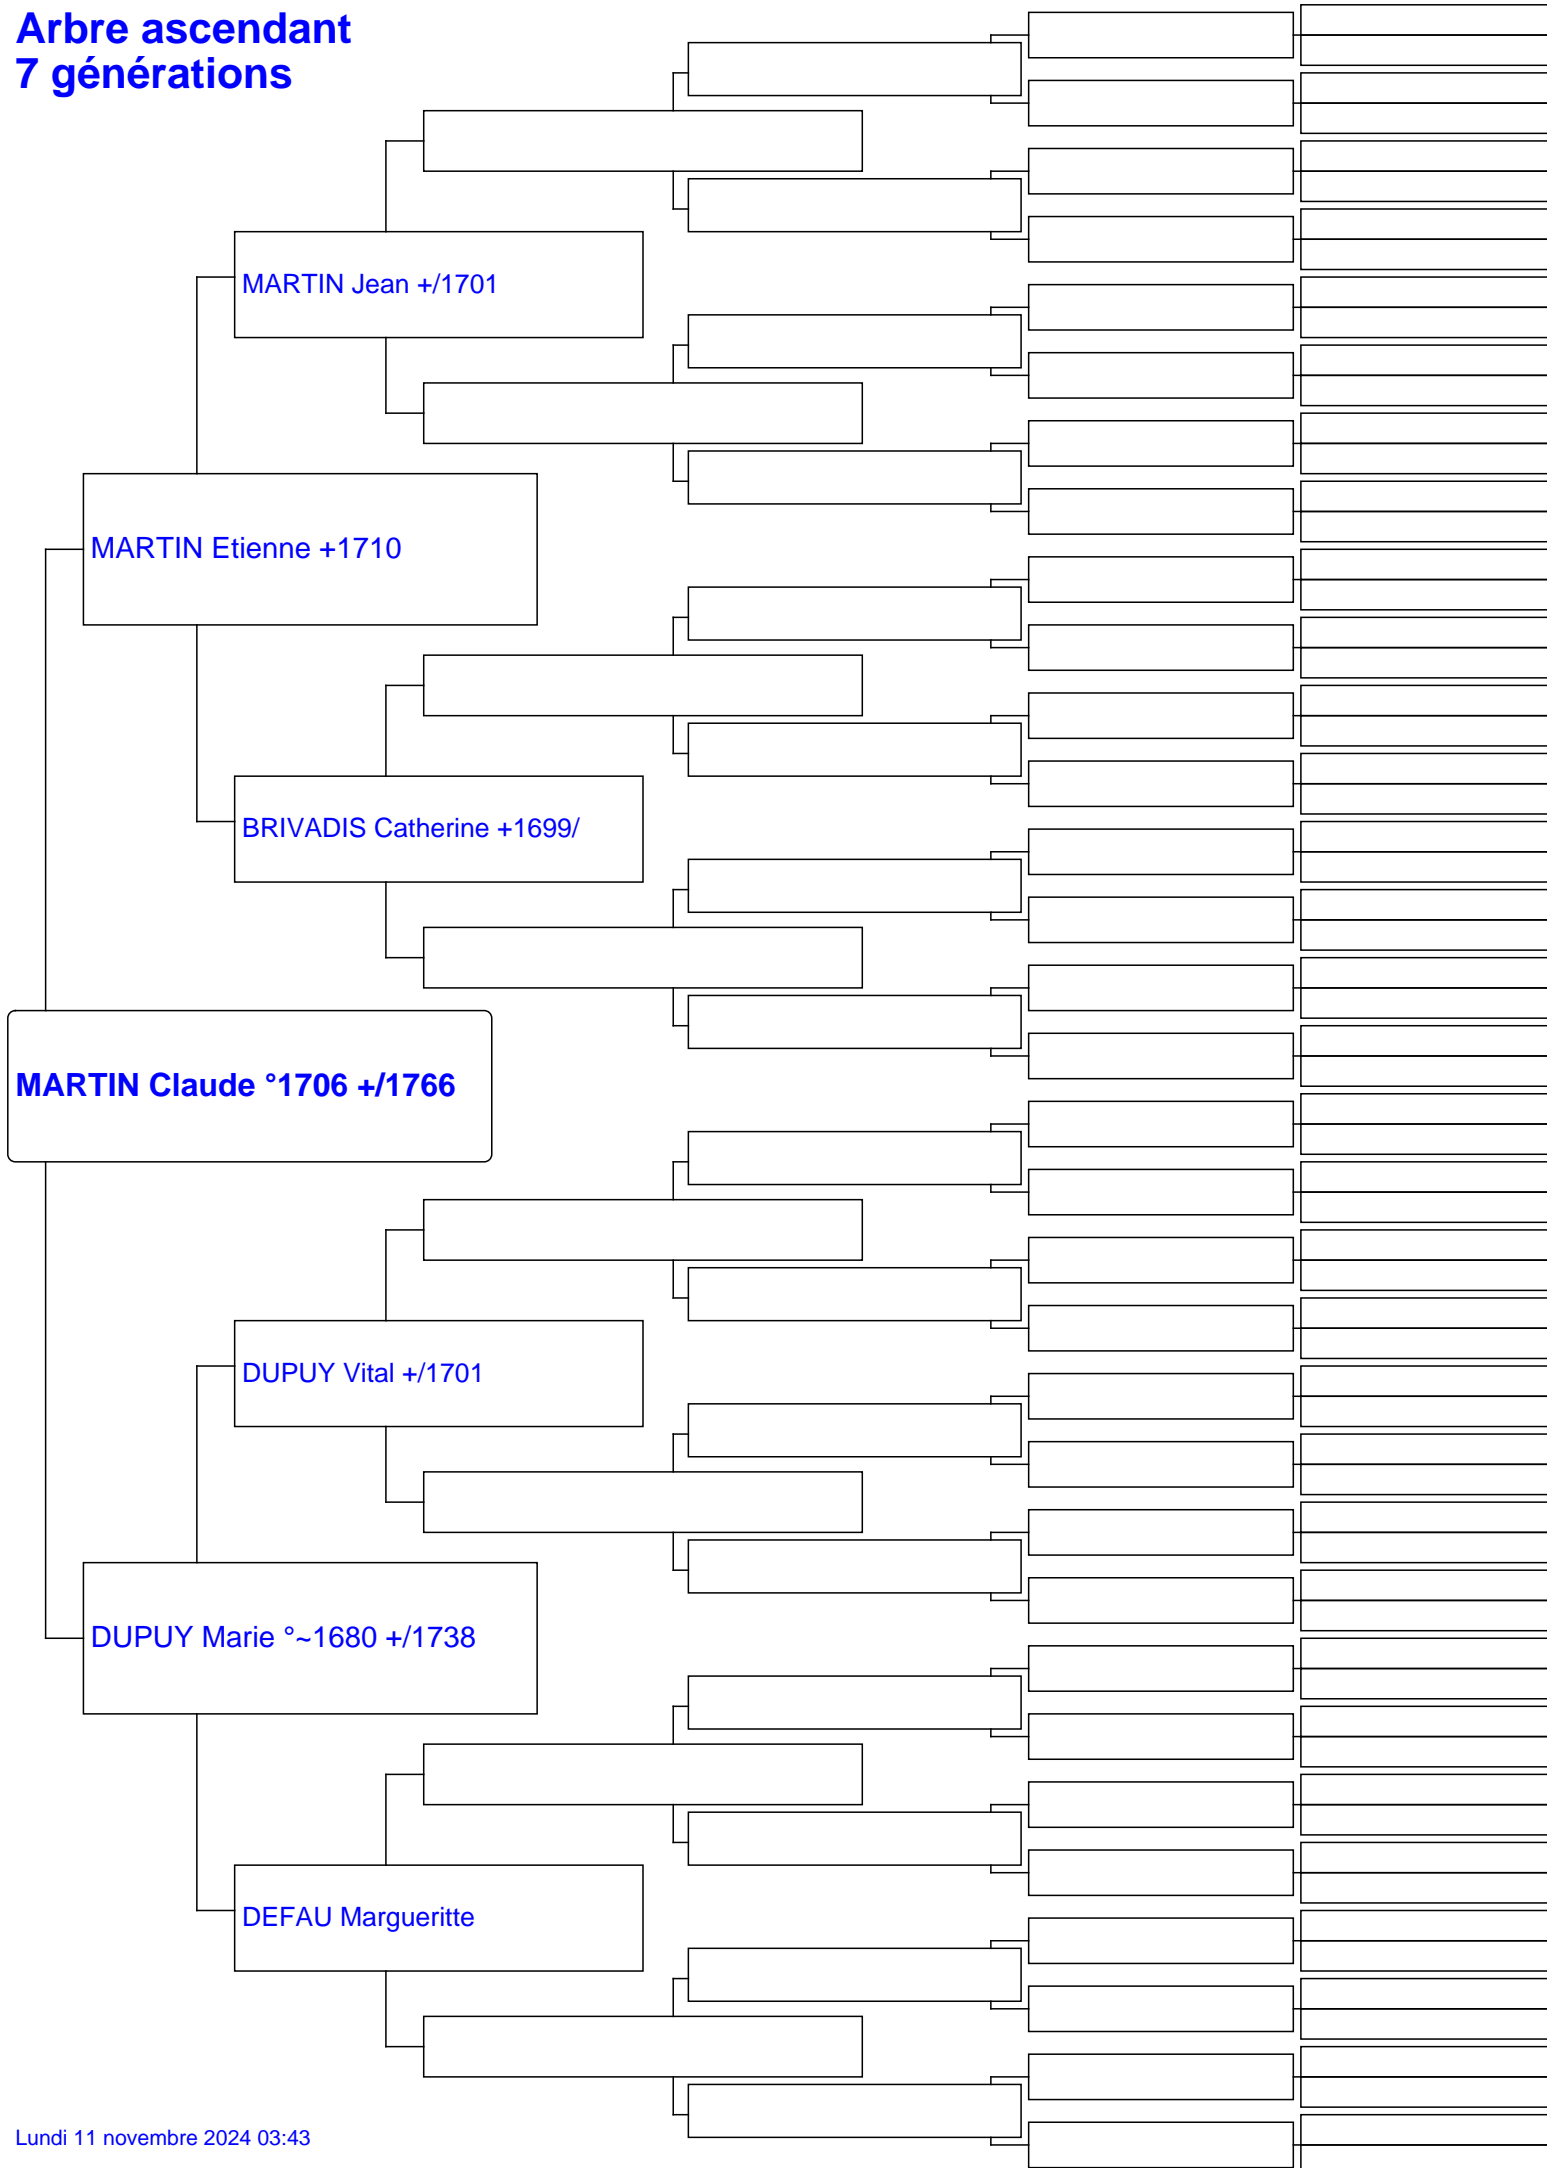 Arbre ascendant
7 générations
MARTIN Jean +/1701
MARTIN Etienne +1710
BRIVADIS Catherine +1699/
MARTIN Claude °1706 +/1766
DUPUY Vital +/1701
DUPUY Marie °~1680 +/1738
DEFAU Margueritte
Lundi 11 novembre 2024 03:43